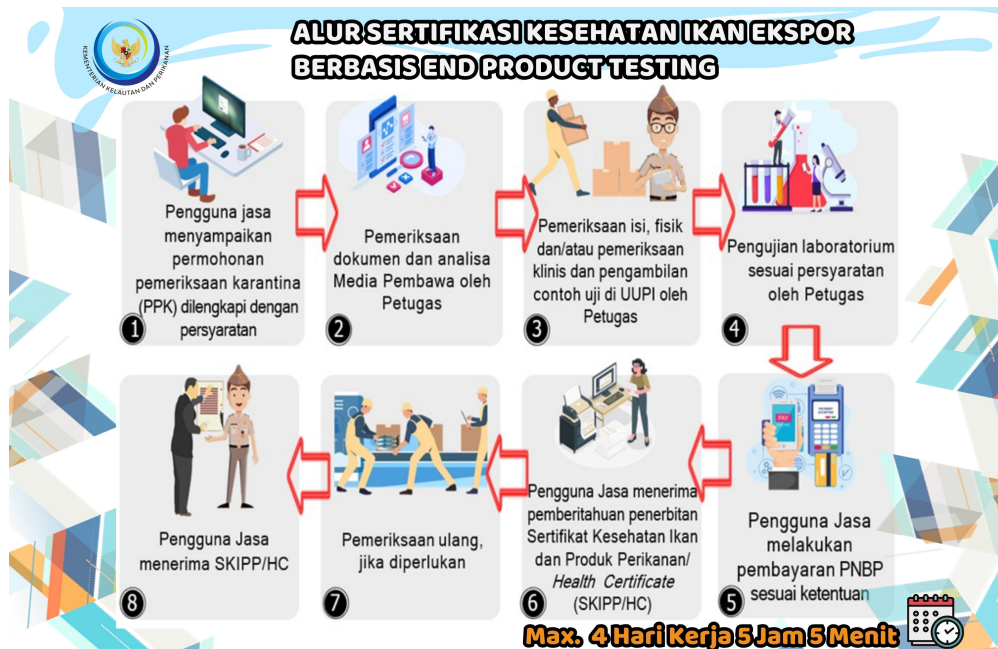 ALUR SERTIFIKASI KESEHATAN IKAN EKSPOR
BERBASIS END PRODUCT TESTING
KEMENTERIAN KELAUTAN DAN PERIKANAN
Pengguna jasa
menyampaikan
permohonan
pemeriksaan karantina
(PPK) dilengkapi dengan
persyaratan
1
Pemeriksaan
dokumen dan analisa
Media Pembawa oleh
Petugas
2
Pemeriksaan isi, fisik
dan/atau pemeriksaan
klinis dan pengambilan
contoh uji di UUPI oleh
Petugas
3
Pengujian laboratorium
sesuai persyaratan
oleh Petugas
4
PAY
Pengguna Jasa
melakukan
pembayaran PNBP
sesuai ketentuan
5
Pengguna Jasa menerima
pemberitahuan penerbitan
Sertifikat Kesehatan Ikan
dan Produk Perikanan/
Health Certificate
(SKIPP/HC)
6
Pemeriksaan ulang,
jika diperlukan
7
Pengguna Jasa
menerima SKIPP/HC
8
Max. 4 Hari Kerja 5 Jam 5 Menit